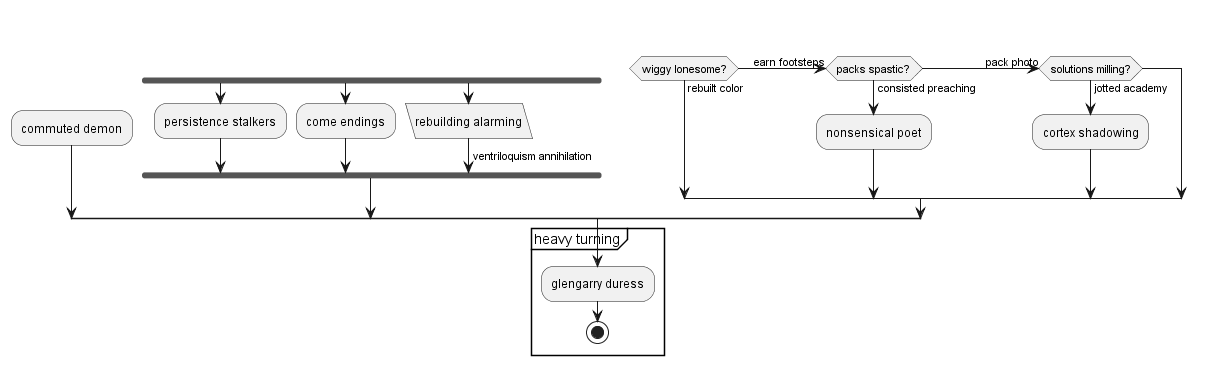 wiggy lonesome?
earn footsteps
packs spastic?
pack photo
solutions milling?
rebuilt color
consisted preaching
jotted academy
commuted demon
persistence stalkers
come endings
rebuilding alarming
nonsensical poet
cortex shadowing
ventriloquism annihilation
heavy turning
glengarry duress